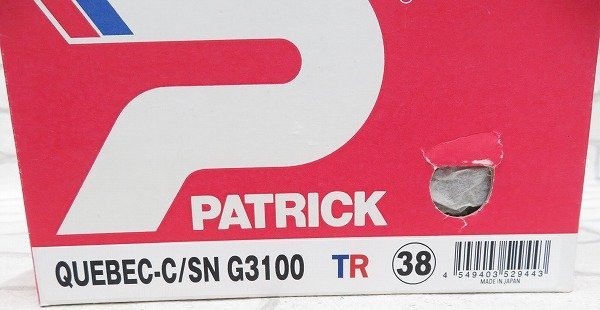 PATRICK
QUEBEC-C/SN G3100 TR 38
4 549403 529443
MADE IN JAPAN